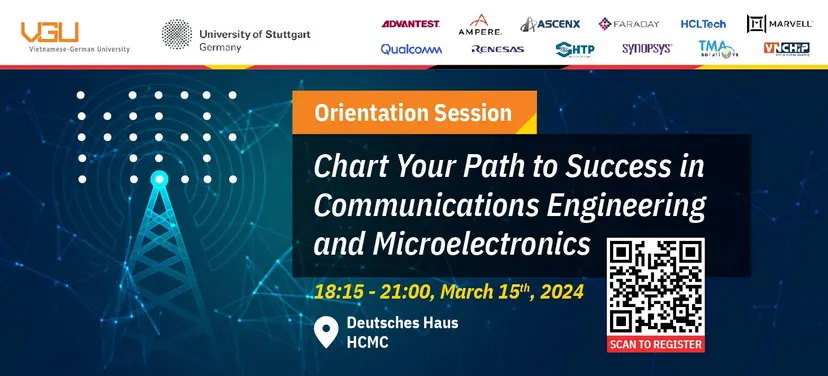 VGU
Vietnamese-German University
University of Stuttgart
Germany
ADVANTEST
AMPERE
ASCENX
FARADAY
HCLTech
MARVELL
Qualcomm
RENESAS
SHTP
SYNOPSYS
TMA
solutions
VNCHIP
Orientation Session
Chart Your Path to Success in
Communications Engineering
and Microelectronics
18:15 - 21:00, March 15th, 2024
Deutsches Haus
HCMC
SCAN TO REGISTER